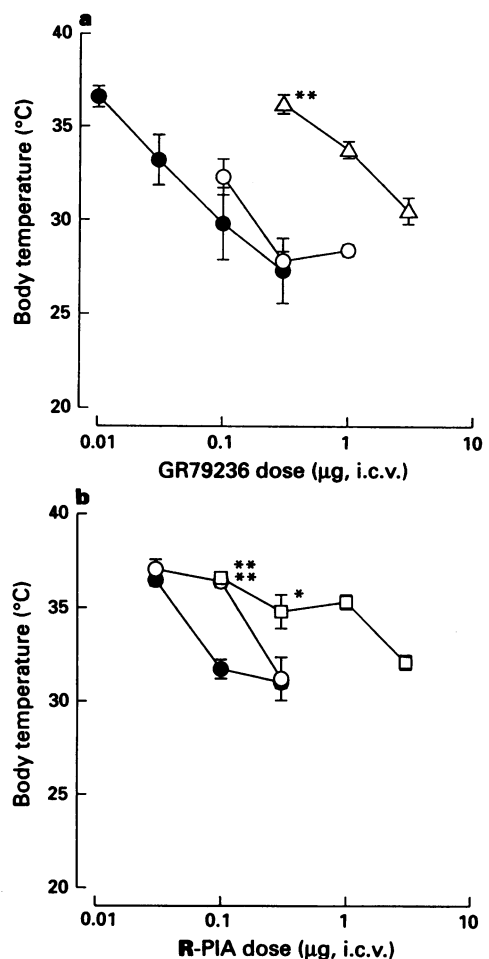 a
40
35
30
25
20
Body temperature (°C)
**
0.01 0.1 1 10
GR79236 dose (µg, i.c.v.)
b
40
35
30
25
20
Body temperature (°C)
**
**
*
0.01 0.1 1 10
R-PIA dose (µg, i.c.v.)